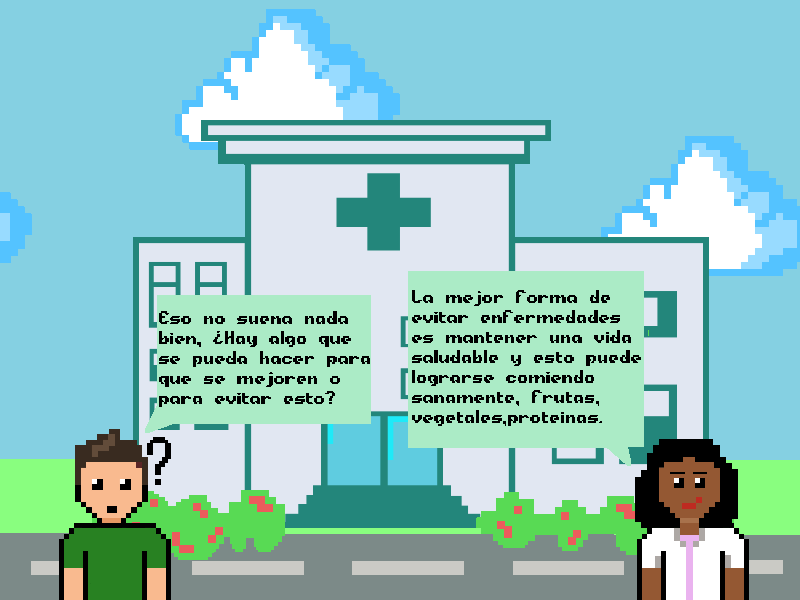 Eso no suena nada
bien, ¿Hay algo que
se pueda hacer para
que se mejoren o
para evitar esto?
La mejor forma de
evitar enfermedades
es mantener una vida
saludable y esto puede
lograrse comiendo
sanamente, frutas,
vegetales,proteinas.
?